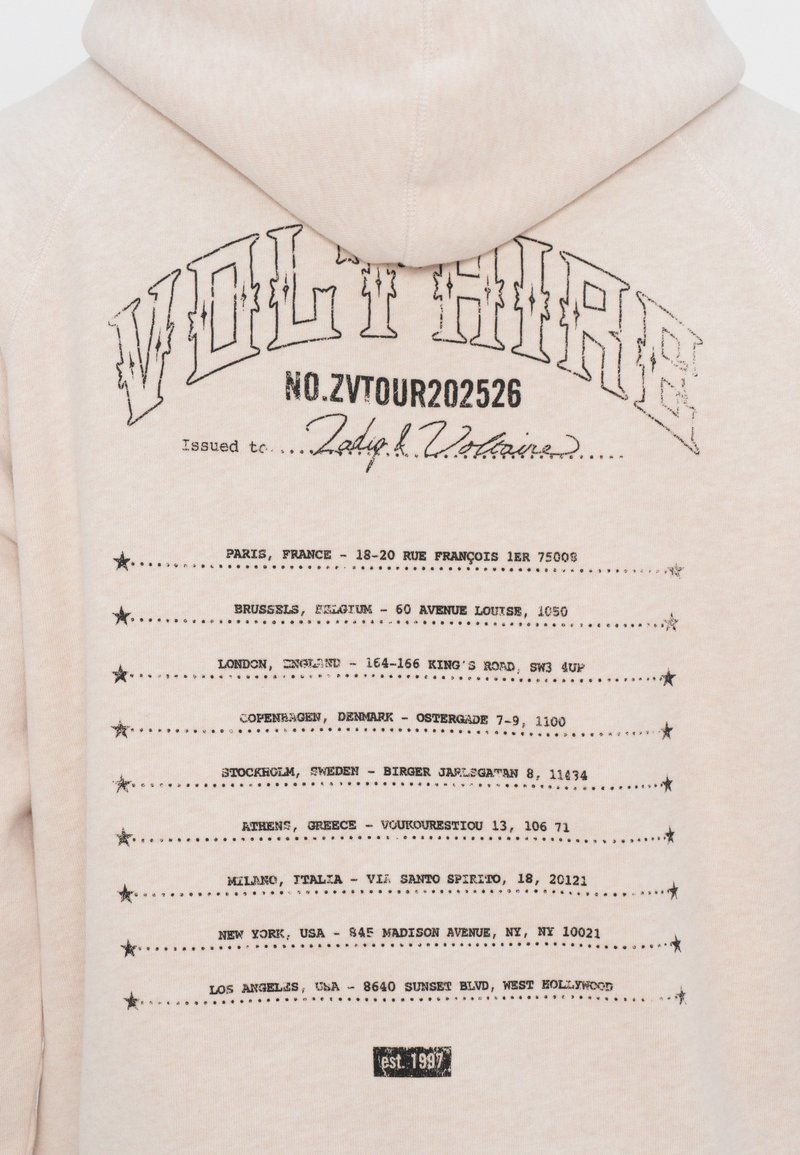 VOLTAIRE
NO.ZVTOUR202526
Issued to....Zadig & Voltaire.....
PARIS, FRANCE - 18-20 RUE FRANÇOIS 1ER 75008
BRUSSELS, BELGIUM - 60 AVENUE LOUISE, 1050
LONDON, ENGLAND - 164-166 KING'S ROAD, SW3 4UP
COPENHAGEN, DENMARK - OSTERGADE 7-9, 1100
STOCKHOLM, SWEDEN - BIRGER JARLSGATAN 8, 11434
ATHENS, GREECE - VOUKOURESTIOU 13, 106 71
MILANO, ITALIA - VIA SANTO SPIRITO, 18, 20121
NEW YORK, USA - 845 MADISON AVENUE, NY, NY 10021
LOS ANGELES, USA - 8640 SUNSET BLVD, WEST HOLLYWOOD
est. 1997